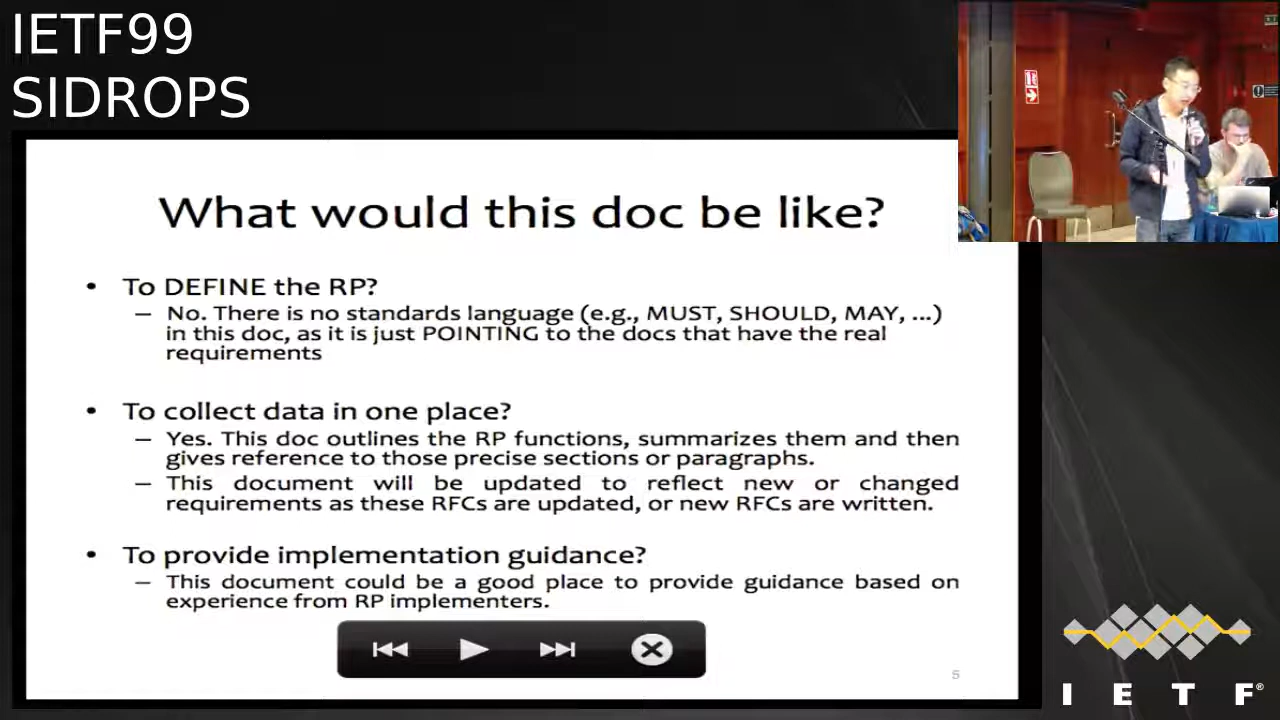 IETF99
SIDROPS
What would this doc be like?
• To DEFINE the RP?
– No. There is no standards language (e.g., MUST, SHOULD, MAY, ...)
in this doc, as it is just POINTING to the docs that have the real
requirements
• To collect data in one place?
– Yes. This doc outlines the RP functions, summarizes them and then
gives reference to those precise sections or paragraphs.
– This document will be updated to reflect new or changed
requirements as these RFCs are updated, or new RFCs are written.
• To provide implementation guidance?
– This document could be a good place to provide guidance based on
experience from RP implementers.
5
I E T F®